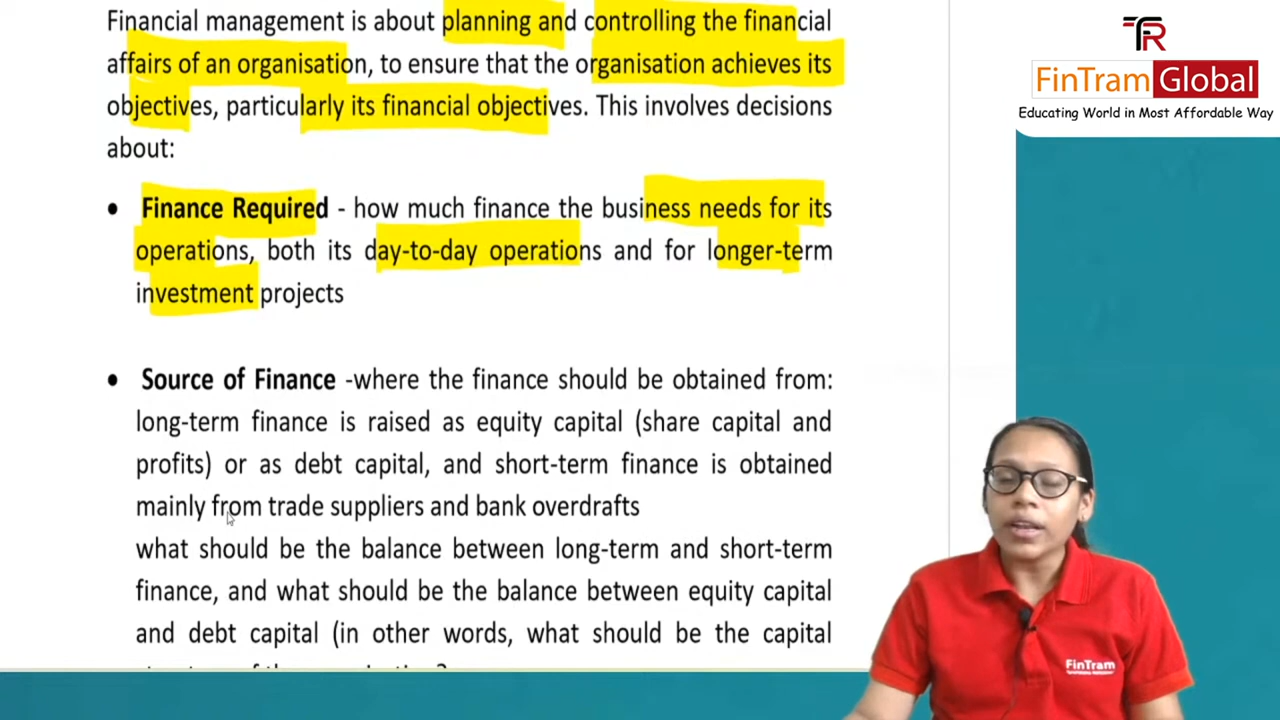 Financial management is about planning and controlling the financial
affairs of an organisation, to ensure that the organisation achieves its
objectives, particularly its financial objectives. This involves decisions
about:
• Finance Required - how much finance the business needs for its
operations, both its day-to-day operations and for longer-term
investment projects
• Source of Finance -where the finance should be obtained from:
long-term finance is raised as equity capital (share capital and
profits) or as debt capital, and short-term finance is obtained
mainly from trade suppliers and bank overdrafts
what should be the balance between long-term and short-term
finance, and what should be the balance between equity capital
and debt capital (in other words, what should be the capital
FinTram Global
Educating World in Most Affordable Way
FinTram